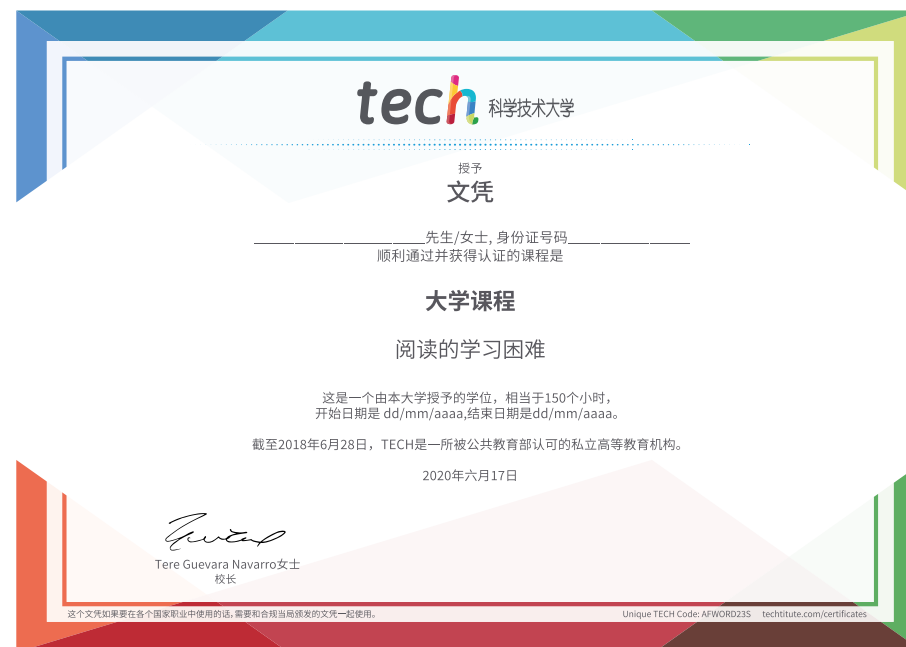 tech 科学技术大学
授予
文凭
先生/女士, 身份证号码
顺利通过并获得认证的课程是
大学课程
阅读的学习困难
这是一个由本大学授予的学位，相当于150个小时，
开始日期是 dd/mm/aaaa,结束日期是dd/mm/aaaa。
截至2018年6月28日，TECH是一所被公共教育部认可的私立高等教育机构。
2020年六月17日
Tere Guevara Navarro女士
校长
这个文凭如果要在各个国家职业中使用的话,需要和合规当局颁发的文凭一起使用。
Unique TECH Code: AFWORD23S techtitute.com/certificates